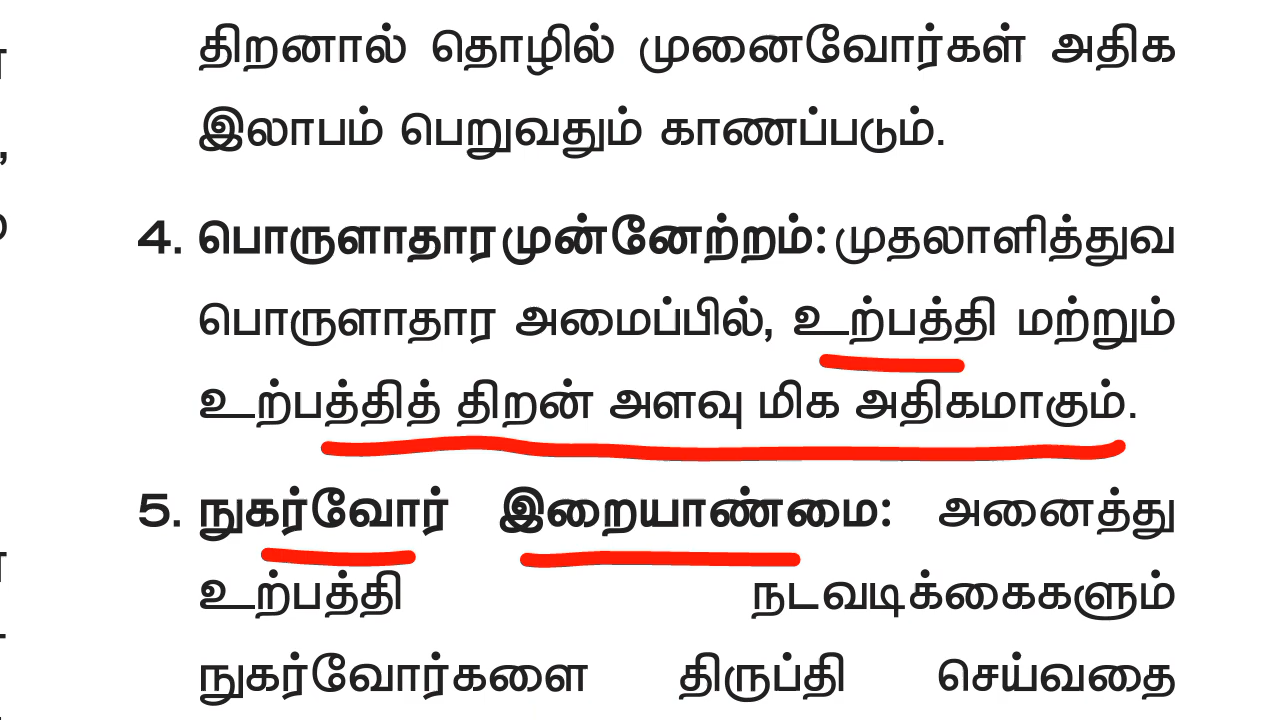 திறனால் தொழில் முனைவோர்கள் அதிக
இலாபம் பெறுவதும் காணப்படும்.
4. பொருளாதார முன்னேற்றம்: முதலாளித்துவ
பொருளாதார அமைப்பில், உற்பத்தி மற்றும்
உற்பத்தித் திறன் அளவு மிக அதிகமாகும்.
5. நுகர்வோர் இறையாண்மை: அனைத்து
உற்பத்தி நடவடிக்கைகளும்
நுகர்வோர்களை திருப்தி செய்வதை